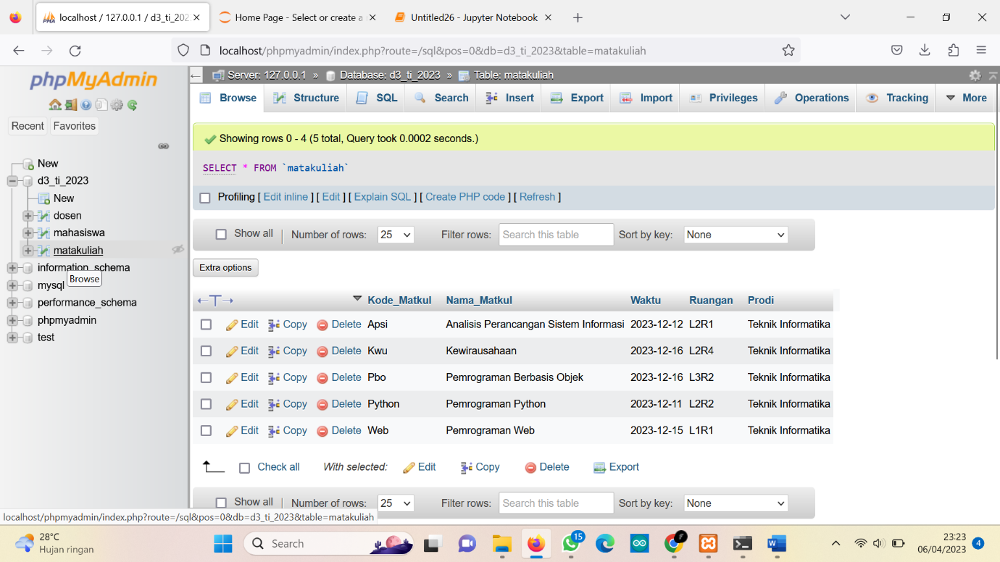 localhost / 127.0.0.1 / d3_ti_202
Home Page - Select or create a
Untitled26 - Jupyter Notebook
localhost/phpmyadmin/index.php?route=/sql&pos=0&db=d3_ti_2023&table=matakuliah
phpMyAdmin
Recent Favorites
New
d3_ti_2023
New
dosen
mahasiswa
matakuliah
information_schema
Browse
mysql
performance_schema
phpmyadmin
test
Server: 127.0.0.1 » Database: d3_ti_2023 » Table: matakuliah
Browse Structure SQL Search Insert Export Import Privileges Operations Tracking More
Showing rows 0 - 4 (5 total, Query took 0.0002 seconds.)
SELECT * FROM `matakuliah`
Profiling [ Edit inline ] [ Edit ] [ Explain SQL ] [ Create PHP code ] [ Refresh ]
Show all | Number of rows: 25 Filter rows: Search this table Sort by key: None
Extra options
Kode_Matkul Nama_Matkul Waktu Ruangan Prodi
Edit Copy Delete Apsi Analisis Perancangan Sistem Informasi 2023-12-12 L2R1 Teknik Informatika
Edit Copy Delete Kwu Kewirausahaan 2023-12-16 L2R4 Teknik Informatika
Edit Copy Delete Pbo Pemrograman Berbasis Objek 2023-12-16 L3R2 Teknik Informatika
Edit Copy Delete Python Pemrograman Python 2023-12-11 L2R2 Teknik Informatika
Edit Copy Delete Web Pemrograman Web 2023-12-15 L1R1 Teknik Informatika
Check all With selected: Edit Copy Delete Export
Show all | Number of rows: 25 Filter rows: Search this table Sort by key: None
localhost/phpmyadmin/index.php?route=/sql&pos=0&db=d3_ti_2023&table=matakuliah
28°C
Hujan ringan
Search
15
23:23
06/04/2023
4